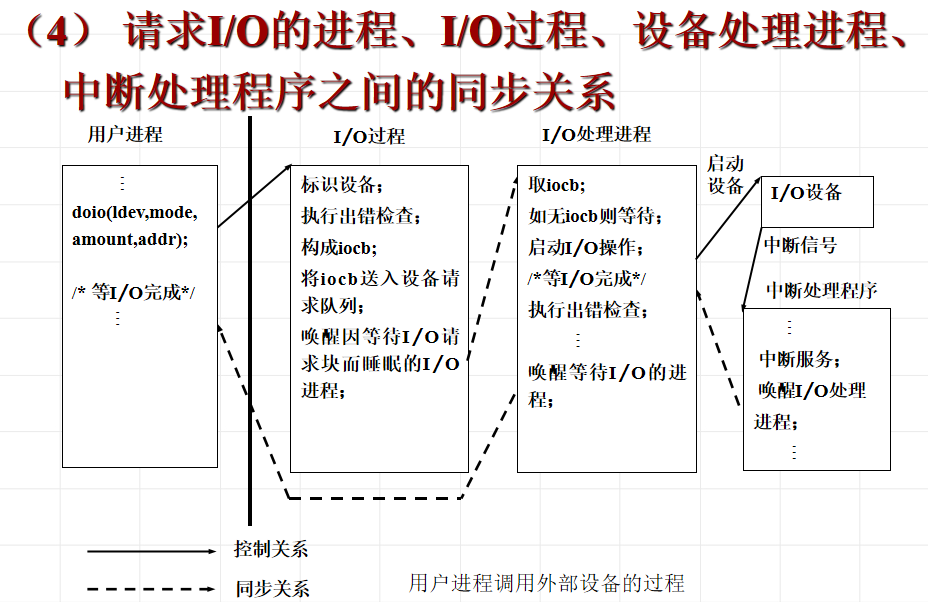 （4） 请求I/O的进程、I/O过程、设备处理进程、
中断处理程序之间的同步关系
用户进程
⋮
doio(ldev,mode,
amount,addr);
/* 等I/O完成*/
⋮
I/O过程
标识设备；
执行出错检查；
构成iocb;
将iocb送入设备请
求队列；
唤醒因等待I/O请
求块而睡眠的I/O
进程；
I/O处理进程
取iocb;
如无iocb则等待；
启动I/O操作；
/*等I/O完成*/
执行出错检查；
⋮
唤醒等待I/O的进
程；
启动
设备
I/O设备
中断信号
中断处理程序
⋮
中断服务；
唤醒I/O处理
进程；
⋮
控制关系
同步关系
用户进程调用外部设备的过程